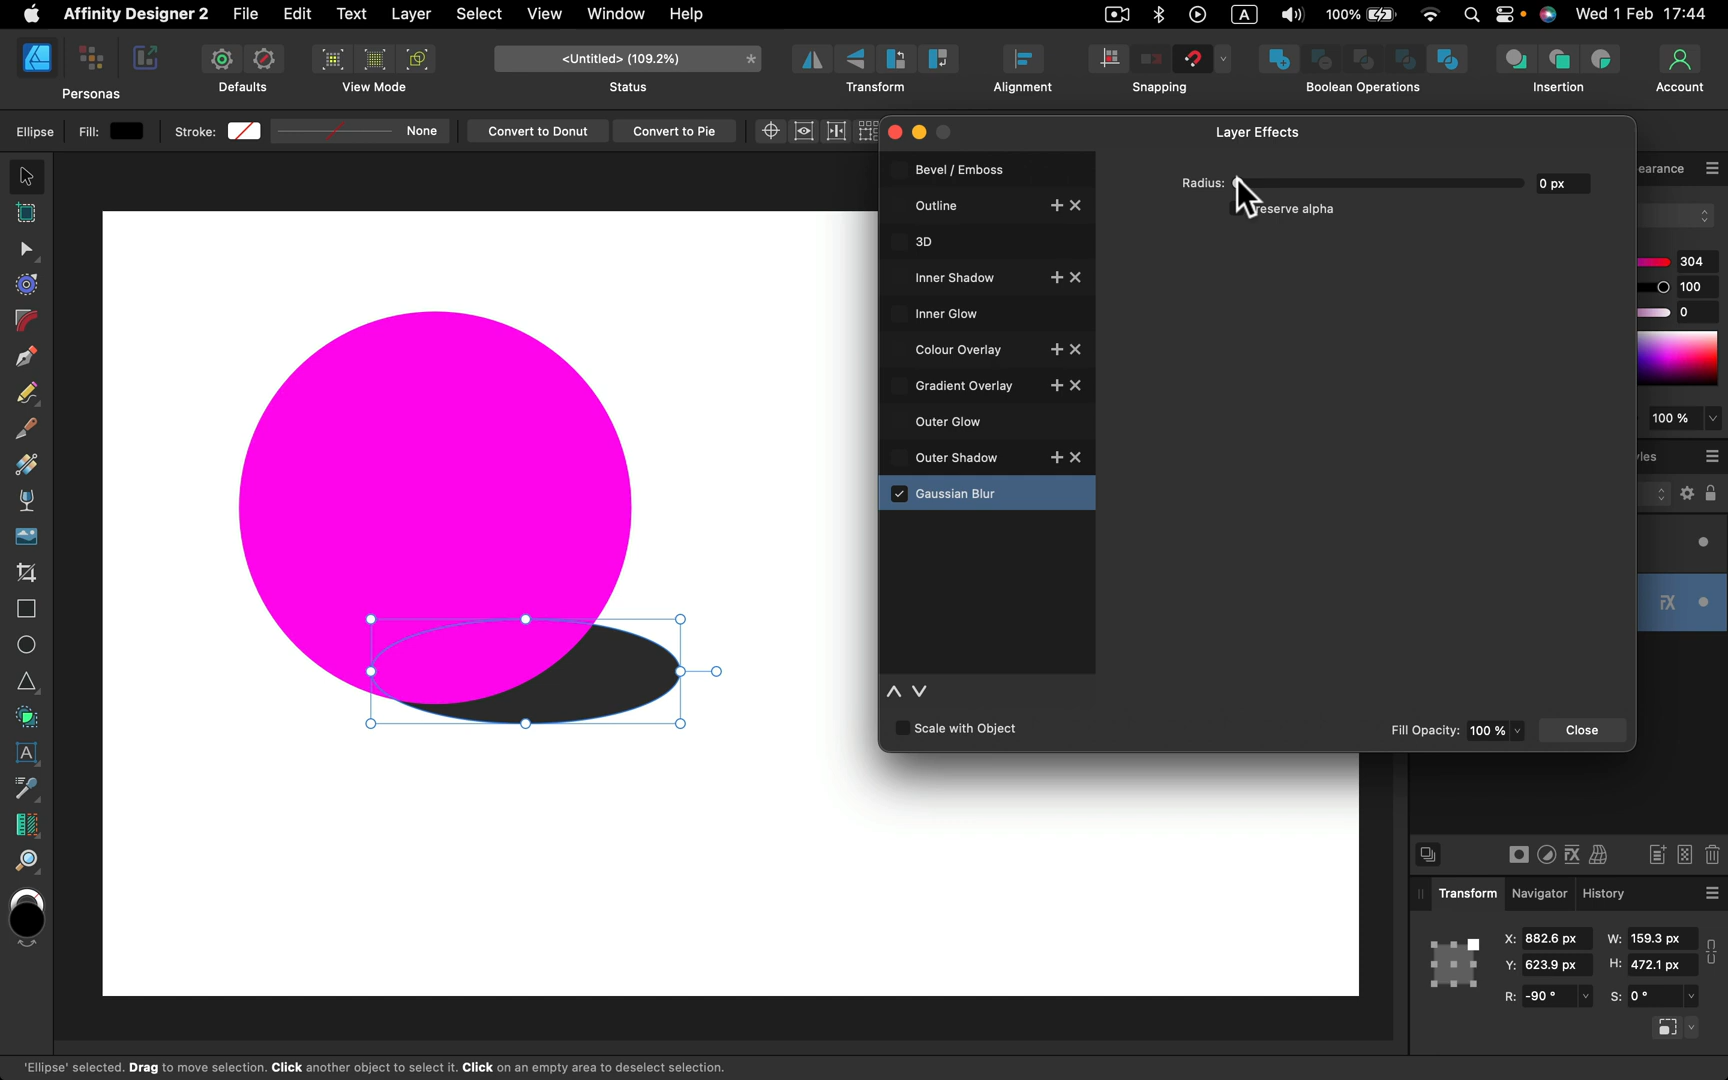 Affinity Designer 2 File Edit Text Layer Select View Window Help A 100% Wed 1 Feb 17:44
<Untitled> (109.2%) *
Personas Defaults View Mode Status Transform Alignment Snapping Boolean Operations Insertion Account
Ellipse Fill: Stroke: None Convert to Donut Convert to Pie
Layer Effects
Bevel / Emboss
Outline
3D
Inner Shadow
Inner Glow
Colour Overlay
Gradient Overlay
Outer Glow
Outer Shadow
Gaussian Blur
Radius: 0 px
reserve alpha
Scale with Object
Fill Opacity: 100 % Close
earance
304
100
0
100 %
yles
Transform Navigator History
X: 882.6 px W: 159.3 px
Y: 623.9 px H: 472.1 px
R: -90 ° S: 0 °
'Ellipse' selected. Drag to move selection. Click another object to select it. Click on an empty area to deselect selection.